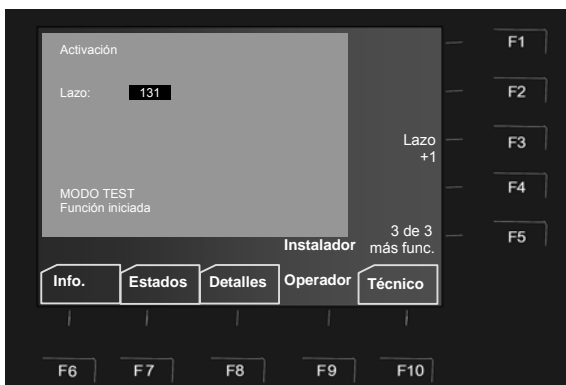 Activación
F1
Lazo: 131
F2
Lazo
+1
F3
MODO TEST
Función iniciada
F4
3 de 3
más func.
F5
Instalador
Info. Estados Detalles Operador Técnico
F6 F7 F8 F9 F10